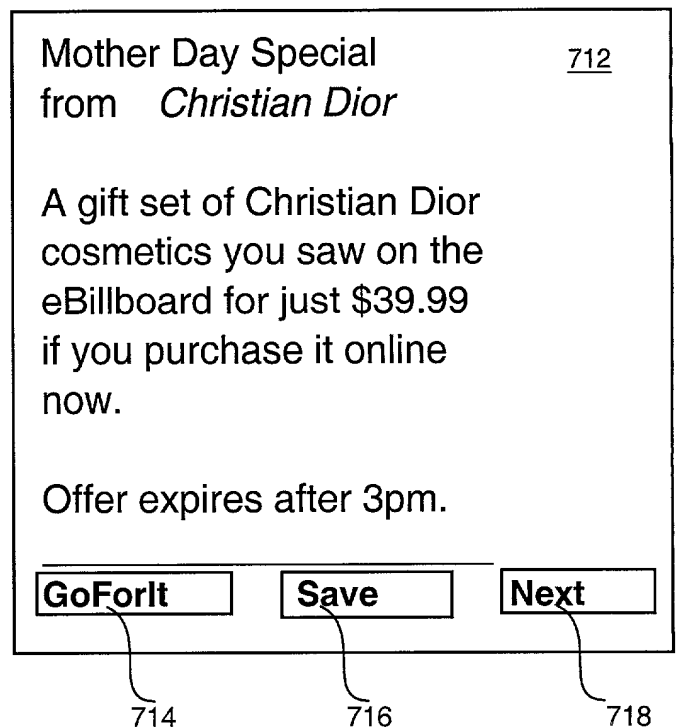 Mother Day Special 712
from Christian Dior
A gift set of Christian Dior
cosmetics you saw on the
eBillboard for just $39.99
if you purchase it online
now.
Offer expires after 3pm.
GoForIt Save Next
714 716 718